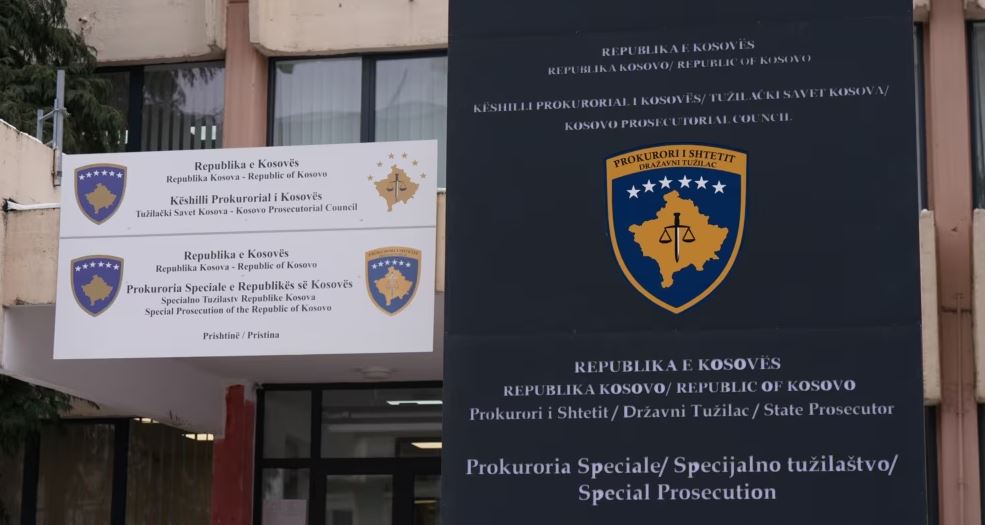 Republika e Kosovës
Republika Kosova - Republic of Kosovo
Këshilli Prokurorial i Kosovës
Tužilački Savet Kosova - Kosovo Prosecutorial Council
Republika e Kosovës
Republika Kosova - Republic of Kosovo
PROKURORI I SHTETIT
Prokuroria Speciale e Republikës së Kosovës
Specialno Tuzilastv Republike Kosova
Special Prosecution of the Republic of Kosovo
Prishtinë / Pristina
REPUBLIKA E KOSOVËS
REPUBLIKA KOSOVO/ REPUBLIC OF KOSOVO
KËSHILLI PROKURORIAL I KOSOVËS/ TUŽILAČKI SAVET KOSOVA/
KOSOVO PROSECUTORIAL COUNCIL
PROKURORI I SHTETIT
DRŽAVNI TUŽILAC
REPUBLIKA E KOSOVËS
REPUBLIKA KOSOVO/ REPUBLIC OF KOSOVO
Prokurori i Shtetit / Državni Tužilac / State Prosecutor
Prokuroria Speciale/ Specijalno tužilaštvo/
Special Prosecution